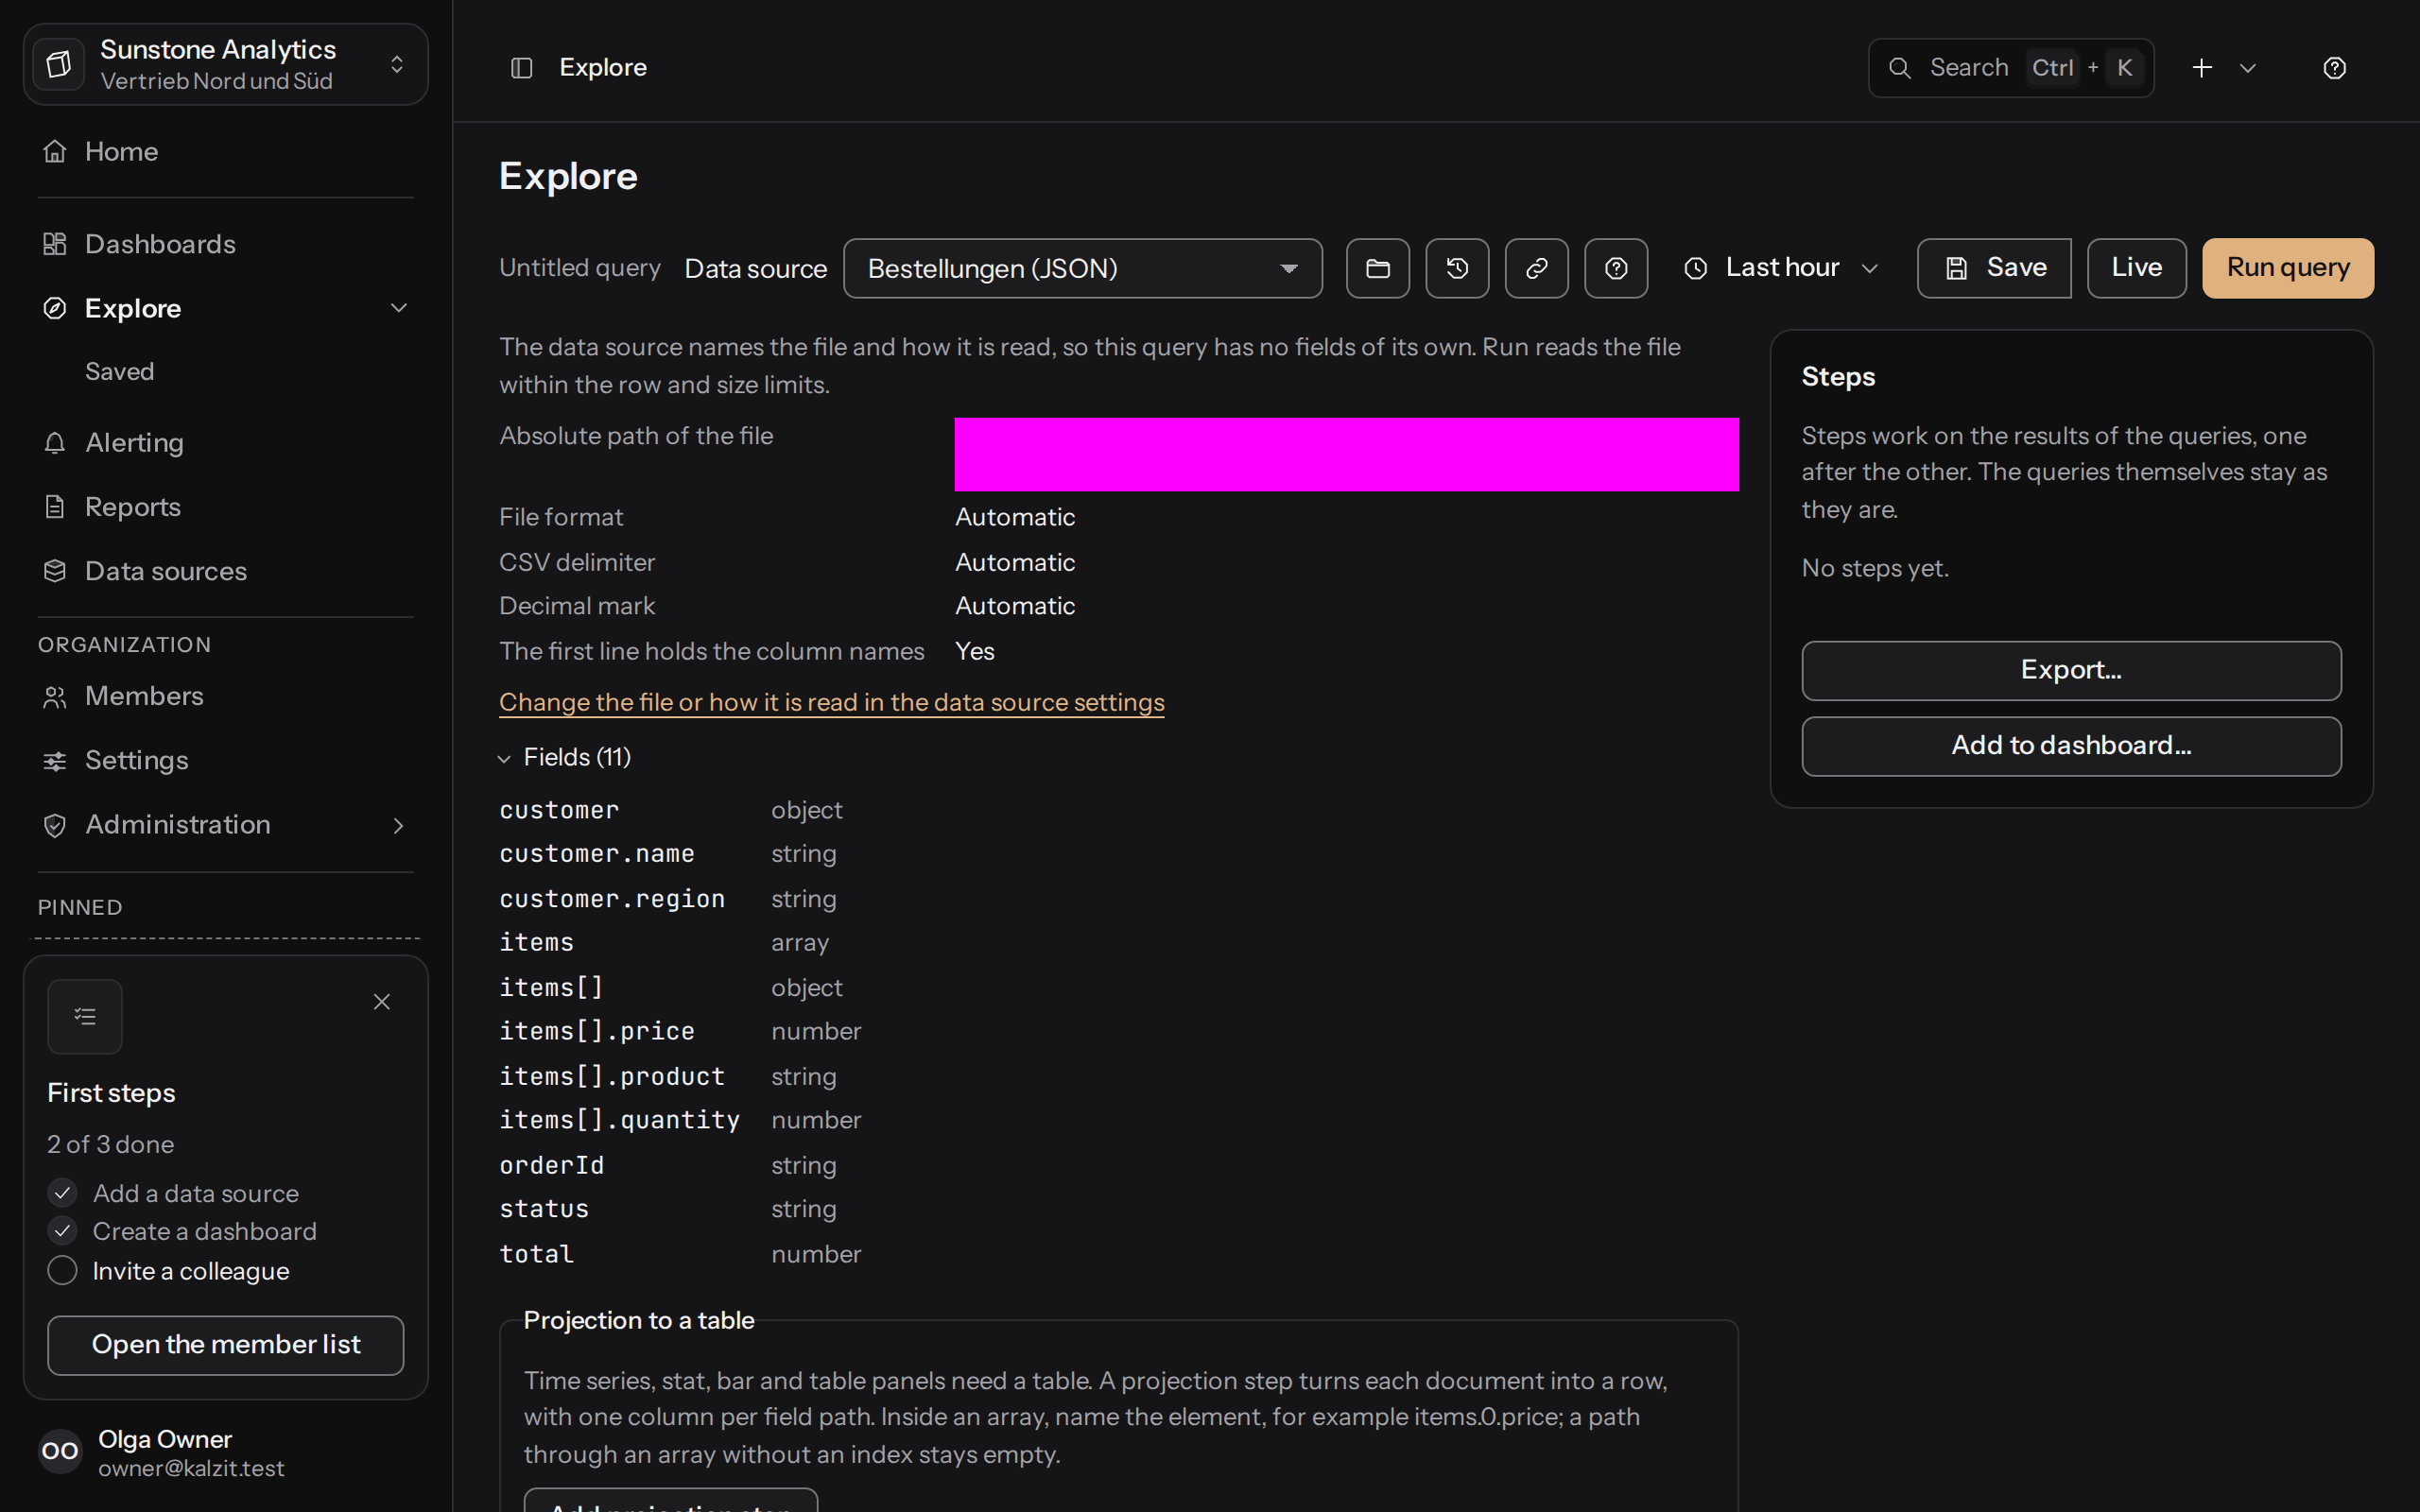 Sunstone Analytics
Vertrieb Nord und Süd
Home
Dashboards
Explore
Saved
Alerting
Reports
Data sources
ORGANIZATION
Members
Settings
Administration
PINNED
First steps
2 of 3 done
Add a data source
Create a dashboard
Invite a colleague
Open the member list
OO
Olga Owner
owner@kalzit.test
Explore
Search Ctrl + K
Explore
Untitled query Data source Bestellungen (JSON) Last hour Save Live Run query
The data source names the file and how it is read, so this query has no fields of its own. Run reads the file
within the row and size limits.
Absolute path of the file
File format Automatic
CSV delimiter Automatic
Decimal mark Automatic
The first line holds the column names Yes
Change the file or how it is read in the data source settings
Fields (11)
customer object
customer.name string
customer.region string
items array
items[] object
items[].price number
items[].product string
items[].quantity number
orderId string
status string
total number
Projection to a table
Time series, stat, bar and table panels need a table. A projection step turns each document into a row,
with one column per field path. Inside an array, name the element, for example items.0.price; a path
through an array without an index stays empty.
Add projection step
Steps
Steps work on the results of the queries, one
after the other. The queries themselves stay as
they are.
No steps yet.
Export...
Add to dashboard...